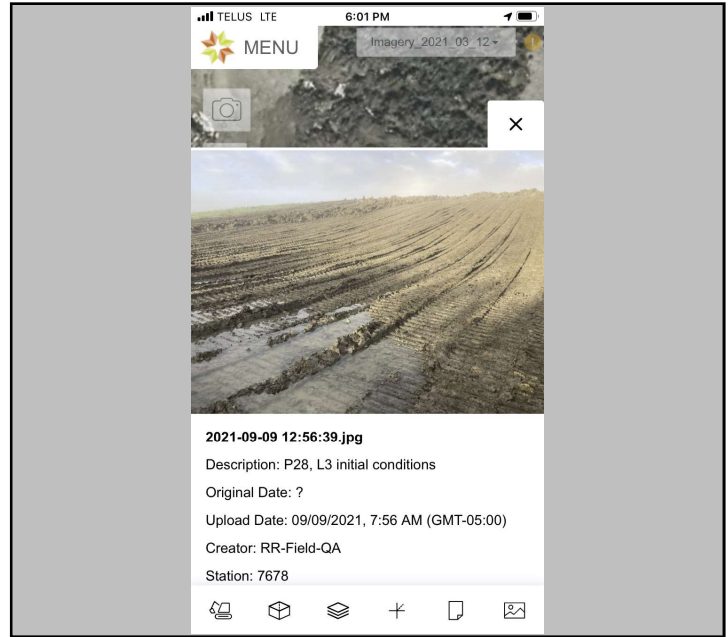 TELUS LTE 6:01 PM
MENU
Imagery_2021_03_12
2021-09-09 12:56:39.jpg
Description: P28, L3 initial conditions
Original Date: ?
Upload Date: 09/09/2021, 7:56 AM (GMT-05:00)
Creator: RR-Field-QA
Station: 7678